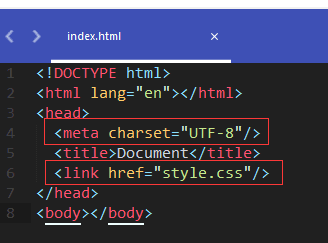 index.html ×
1 <!DOCTYPE html>
2 <html lang="en"></html>
3 <head>
4 <meta charset="UTF-8"/>
5 <title>Document</title>
6 <link href="style.css"/>
7 </head>
8 <body></body>